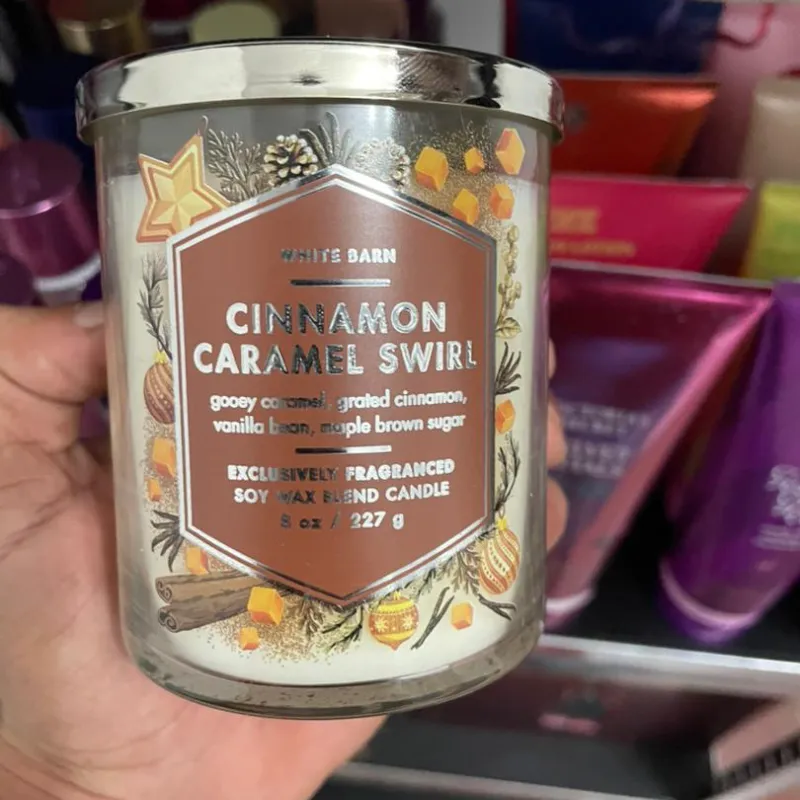 WHITE BARN
CINNAMON
CARAMEL SWIRL
gooey caramel, grated cinnamon,
vanilla bean, maple brown sugar
EXCLUSIVELY FRAGRANCED
SOY WAX BLEND CANDLE
8 oz / 227 g
LOTION